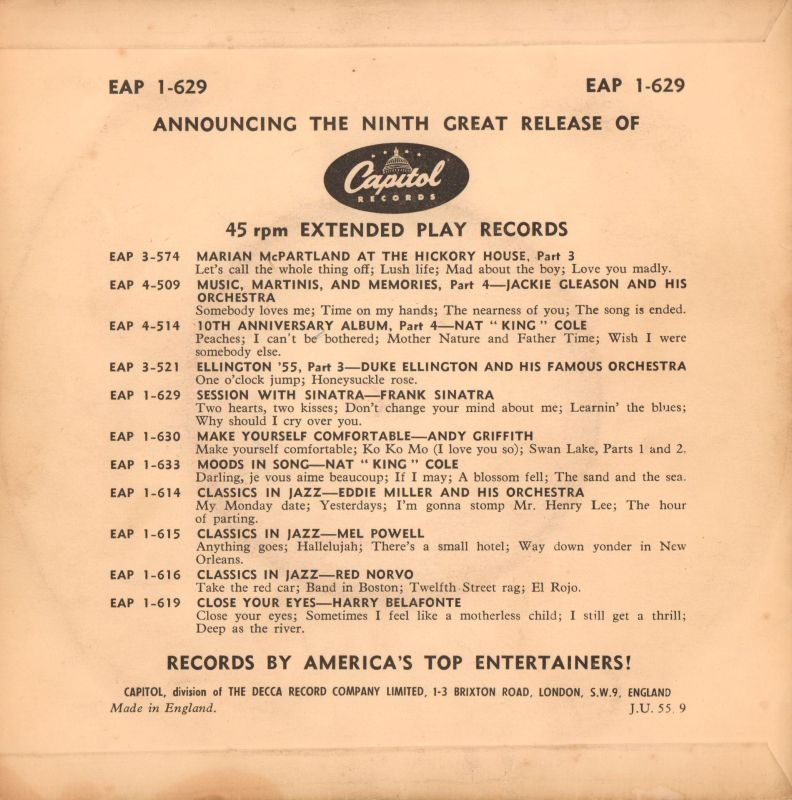 EAP 1-629 EAP 1-629
ANNOUNCING THE NINTH GREAT RELEASE OF
Capitol
RECORDS
45 rpm EXTENDED PLAY RECORDS
EAP 3-574 MARIAN McPARTLAND AT THE HICKORY HOUSE, Part 3
Let's call the whole thing off; Lush life; Mad about the boy; Love you madly.
EAP 4-509 MUSIC, MARTINIS, AND MEMORIES, Part 4—JACKIE GLEASON AND HIS
ORCHESTRA
Somebody loves me; Time on my hands; The nearness of you; The song is ended.
EAP 4-514 10TH ANNIVERSARY ALBUM, Part 4—NAT "KING" COLE
Peaches; I can't be bothered; Mother Nature and Father Time; Wish I were
somebody else.
EAP 3-521 ELLINGTON '55, Part 3—DUKE ELLINGTON AND HIS FAMOUS ORCHESTRA
One o'clock jump; Honeysuckle rose.
EAP 1-629 SESSION WITH SINATRA—FRANK SINATRA
Two hearts, two kisses; Don't change your mind about me; Learnin' the blues;
Why should I cry over you.
EAP 1-630 MAKE YOURSELF COMFORTABLE—ANDY GRIFFITH
Make yourself comfortable; Ko Ko Mo (I love you so); Swan Lake, Parts 1 and 2.
EAP 1-633 MOODS IN SONG—NAT "KING" COLE
Darling, je vous aime beaucoup; If I may; A blossom fell; The sand and the sea.
EAP 1-614 CLASSICS IN JAZZ—EDDIE MILLER AND HIS ORCHESTRA
My Monday date; Yesterdays; I'm gonna stomp Mr. Henry Lee; The hour
of parting.
EAP 1-615 CLASSICS IN JAZZ—MEL POWELL
Anything goes; Hallelujah; There's a small hotel; Way down yonder in New
Orleans.
EAP 1-616 CLASSICS IN JAZZ—RED NORVO
Take the red car; Band in Boston; Twelfth Street rag; El Rojo.
EAP 1-619 CLOSE YOUR EYES—HARRY BELAFONTE
Close your eyes; Sometimes I feel like a motherless child; I still get a thrill;
Deep as the river.
RECORDS BY AMERICA'S TOP ENTERTAINERS!
CAPITOL, division of THE DECCA RECORD COMPANY LIMITED, 1-3 BRIXTON ROAD, LONDON, S.W.9, ENGLAND
Made in England. J.U. 55 9